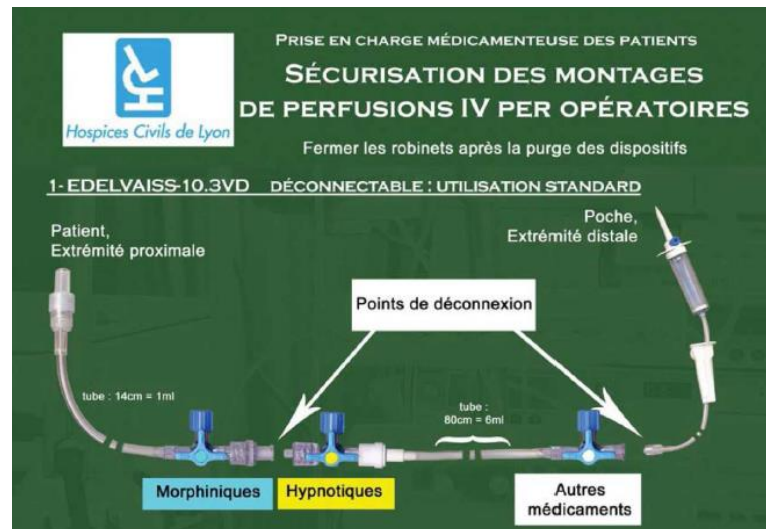 PRISE EN CHARGE MÉDICAMENTEUSE DES PATIENTS
SÉCURISATION DES MONTAGES
DE PERFUSIONS IV PER OPÉRATOIRES
Hospices Civils de Lyon
Fermer les robinets après la purge des dispositifs
1- EDELVAISS-10.3VD DÉCONNECTABLE : UTILISATION STANDARD
Patient,
Extrémité proximale
Poche,
Extrémité distale
Points de déconnexion
tube : 14cm = 1ml
tube :
80cm = 6ml
Morphiniques
Hypnotiques
Autres
médicaments